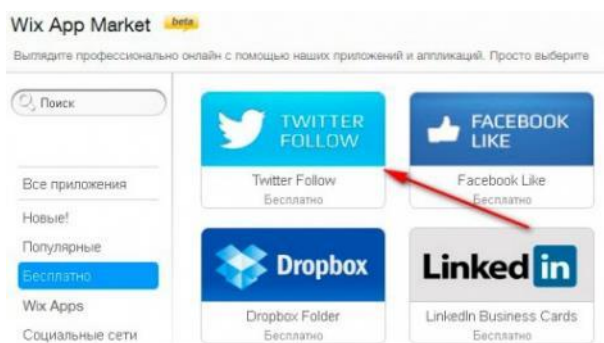 Wix App Market beta
Выглядите профессионально онлайн с помощью наших приложений и аппликаций. Просто выберите
Поиск
Все приложения
Новые!
Популярные
Бесплатно
Wix Apps
Социальные сети
TWITTER
FOLLOW
Twitter Follow
Бесплатно
FACEBOOK
LIKE
Facebook Like
Бесплатно
Dropbox
Dropbox Folder
Бесплатно
Linked in
LinkedIn Business Cards
Бесплатно